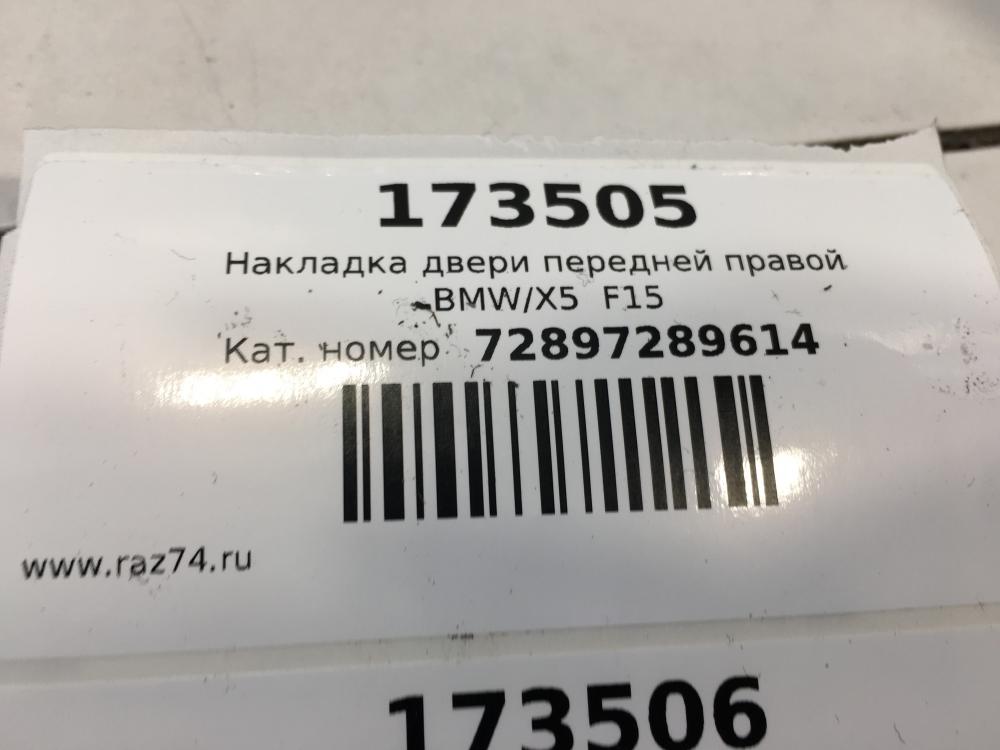 173505
Накладка двери передней правой
BMW/X5 F15
Кат. номер 72897289614
www.raz74.ru
173506